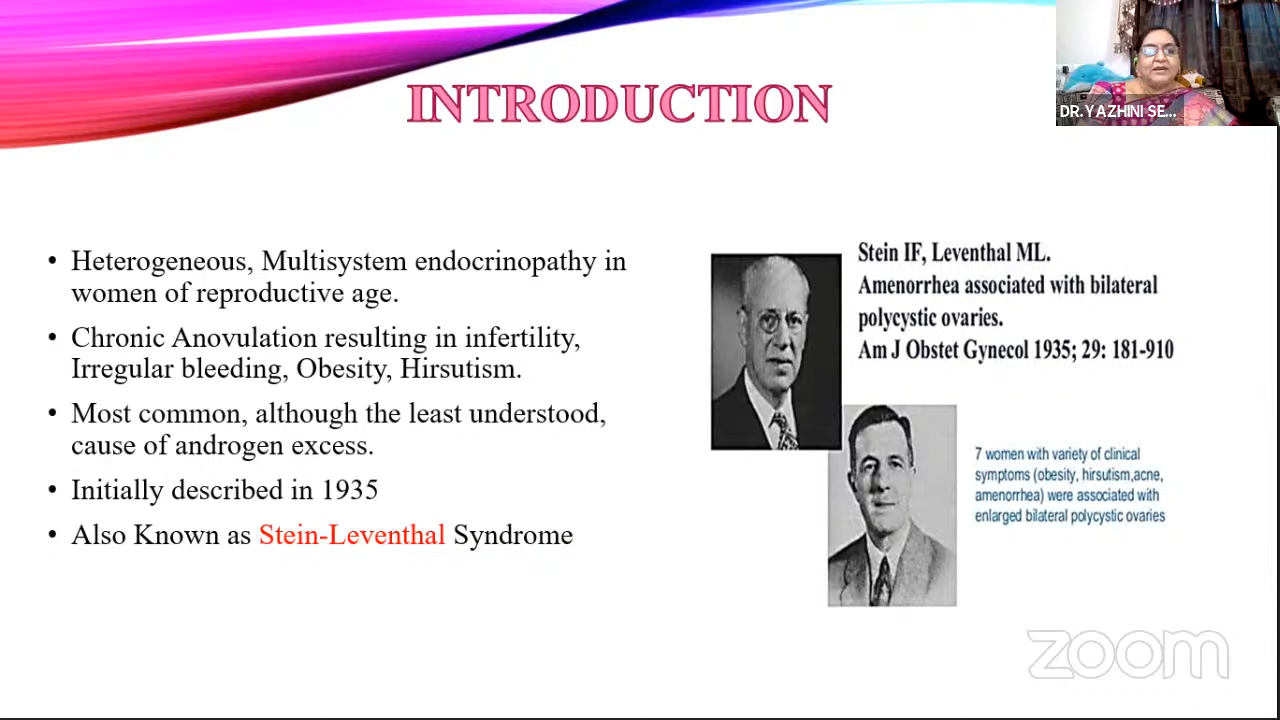 INTRODUCTION
DR.YAZHINI SE...
• Heterogeneous, Multisystem endocrinopathy in
women of reproductive age.
• Chronic Anovulation resulting in infertility,
Irregular bleeding, Obesity, Hirsutism.
• Most common, although the least understood,
cause of androgen excess.
• Initially described in 1935
• Also Known as Stein-Leventhal Syndrome
Stein IF, Leventhal ML.
Amenorrhea associated with bilateral
polycystic ovaries.
Am J Obstet Gynecol 1935; 29: 181-910
7 women with variety of clinical
symptoms (obesity, hirsutism,acne,
amenorrhea) were associated with
enlarged bilateral polycystic ovaries
zoom